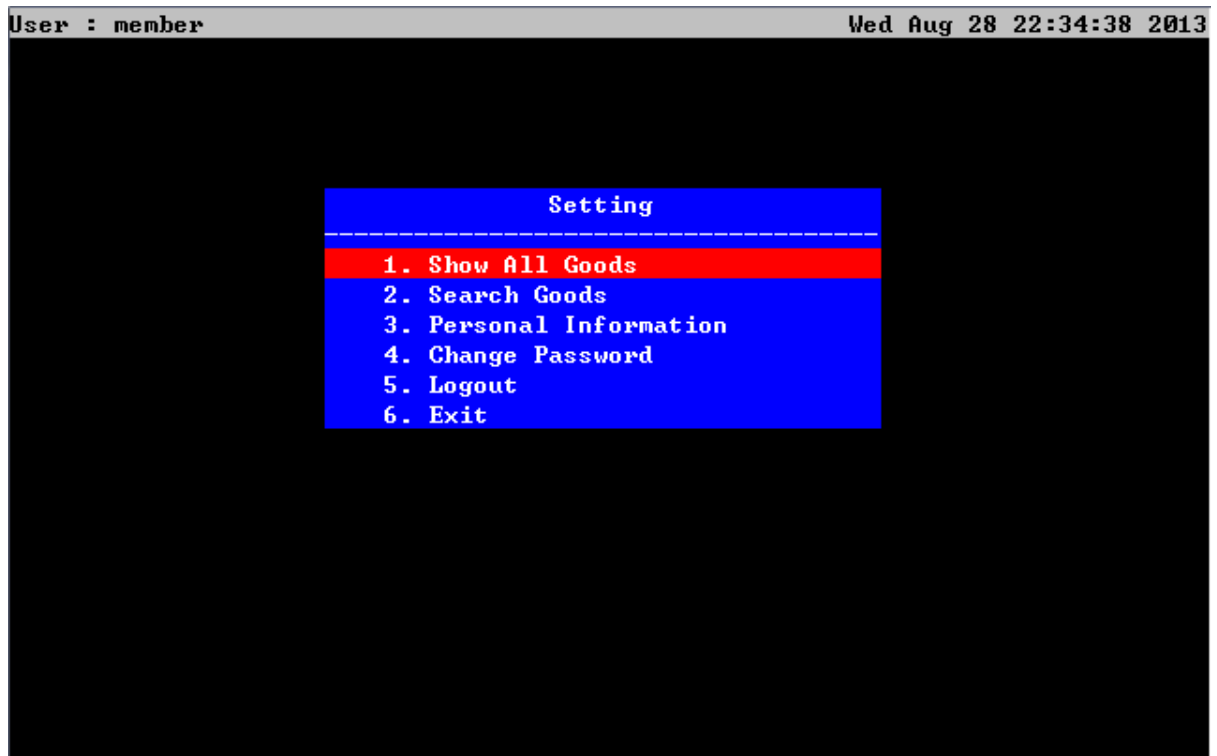 User : member Wed Aug 28 22:34:38 2013
Setting
1. Show All Goods
2. Search Goods
3. Personal Information
4. Change Password
5. Logout
6. Exit